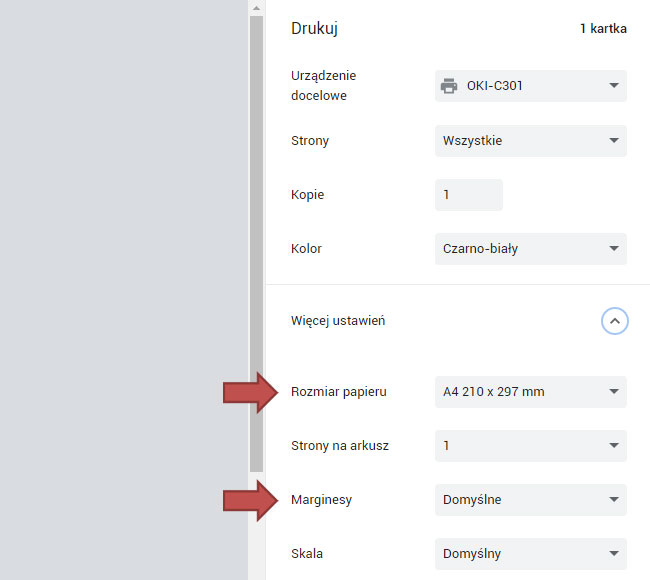 Drukuj 1 kartka
Urządzenie
docelowe
OKI-C301
Strony Wszystkie
Kopie 1
Kolor Czarno-biały
Więcej ustawień
Rozmiar papieru A4 210 x 297 mm
Strony na arkusz 1
Marginesy Domyślne
Skala Domyślny